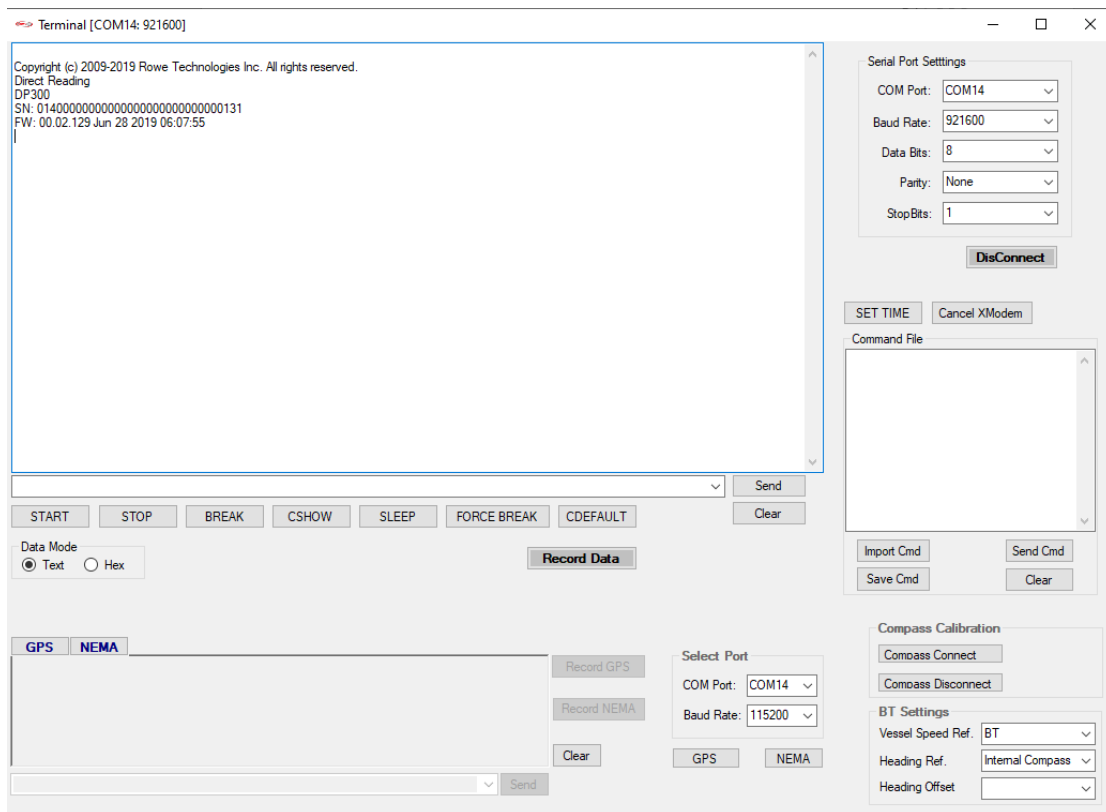 Terminal [COM14: 921600]
Copyright (c) 2009-2019 Rowe Technologies Inc. All rights reserved.
Direct Reading
DP300
SN: 01400000000000000000000000000131
FW: 00.02.129 Jun 28 2019 06:07:55
Serial Port Setttings
COM Port: COM14
Baud Rate: 921600
Data Bits: 8
Parity: None
StopBits: 1
DisConnect
SET TIME Cancel XModem
Command File
Send
START STOP BREAK CSHOW SLEEP FORCE BREAK CDEFAULT Clear
Data Mode
Text Hex
Record Data
Import Cmd Send Cmd
Save Cmd Clear
GPS NEMA
Record GPS
Record NEMA
Clear
Send
Select Port
COM Port: COM14
Baud Rate: 115200
GPS NEMA
Compass Calibration
Compass Connect
Compass Disconnect
BT Settings
Vessel Speed Ref. BT
Heading Ref. Internal Compass
Heading Offset